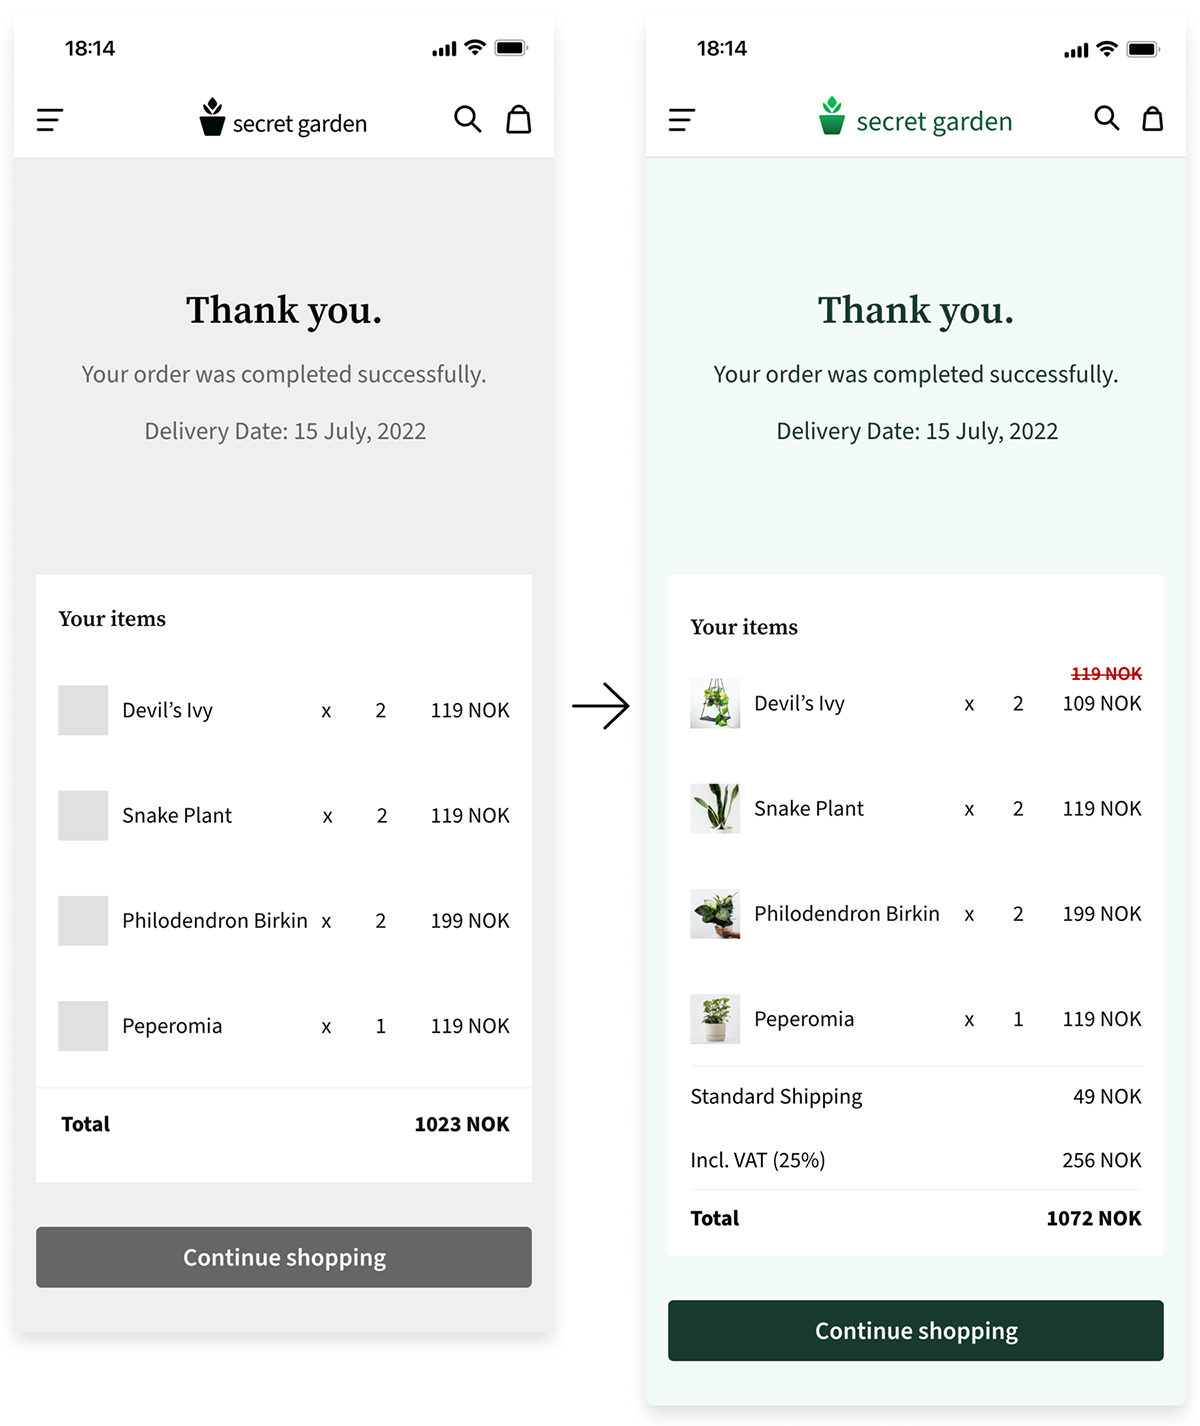 18:14
secret garden
Thank you.
Your order was completed successfully.
Delivery Date: 15 July, 2022
Your items
Devil’s Ivy x 2 119 NOK
Snake Plant x 2 119 NOK
Philodendron Birkin x 2 199 NOK
Peperomia x 1 119 NOK
Total 1023 NOK
Continue shopping
18:14
secret garden
Thank you.
Your order was completed successfully.
Delivery Date: 15 July, 2022
Your items
119 NOK
Devil’s Ivy x 2 109 NOK
Snake Plant x 2 119 NOK
Philodendron Birkin x 2 199 NOK
Peperomia x 1 119 NOK
Standard Shipping 49 NOK
Incl. VAT (25%) 256 NOK
Total 1072 NOK
Continue shopping